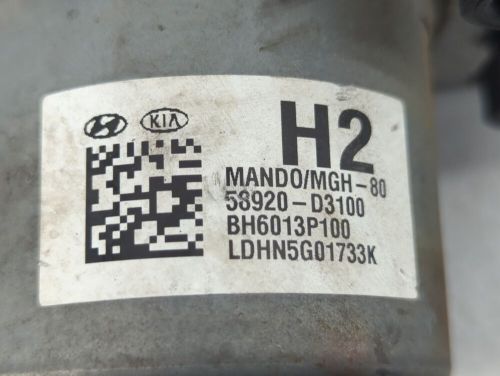 KIA
H2
MANDO/MGH-80
58920-D3100
BH6013P100
LDHN5G01733K